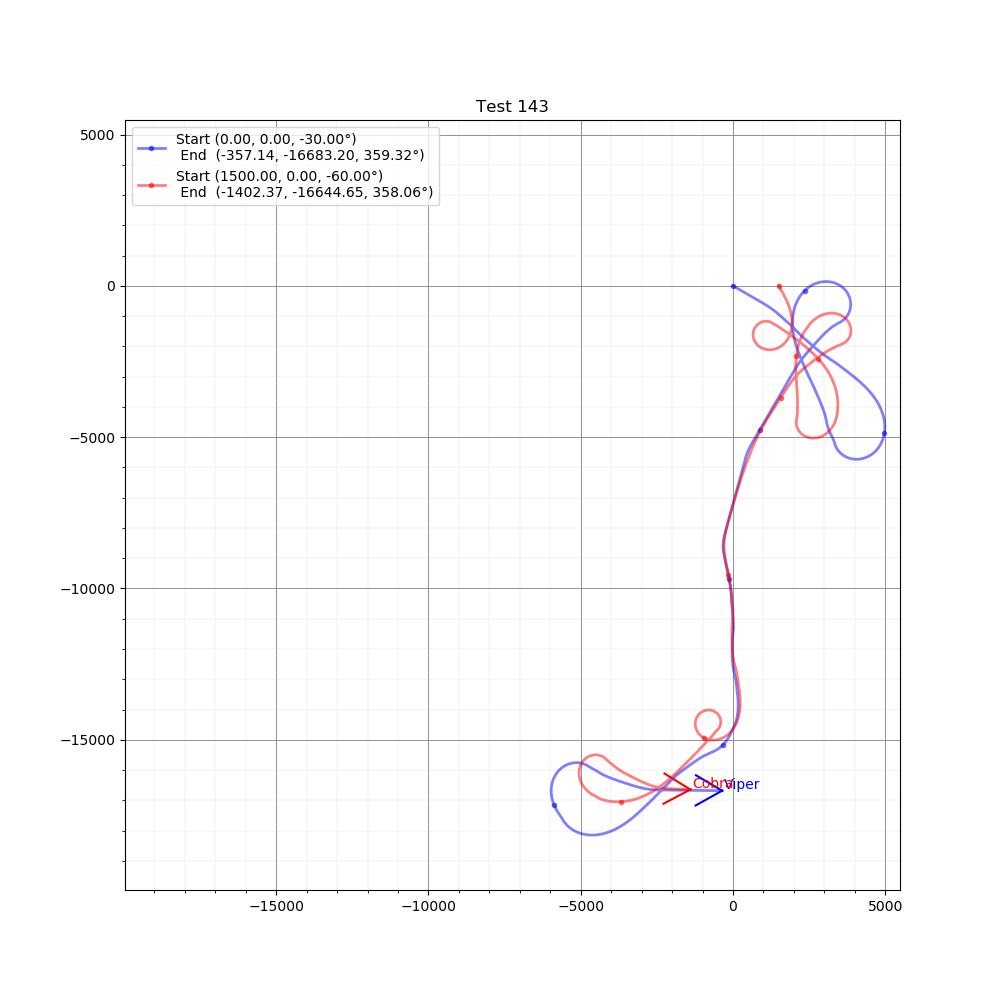 Test 143
Start (0.00, 0.00, -30.00°)
End (-357.14, -16683.20, 359.32°)
Start (1500.00, 0.00, -60.00°)
End (-1402.37, -16644.65, 358.06°)
5000
0
−5000
−10000
−15000
Cobra
Viper
−15000
−10000
−5000
0
5000